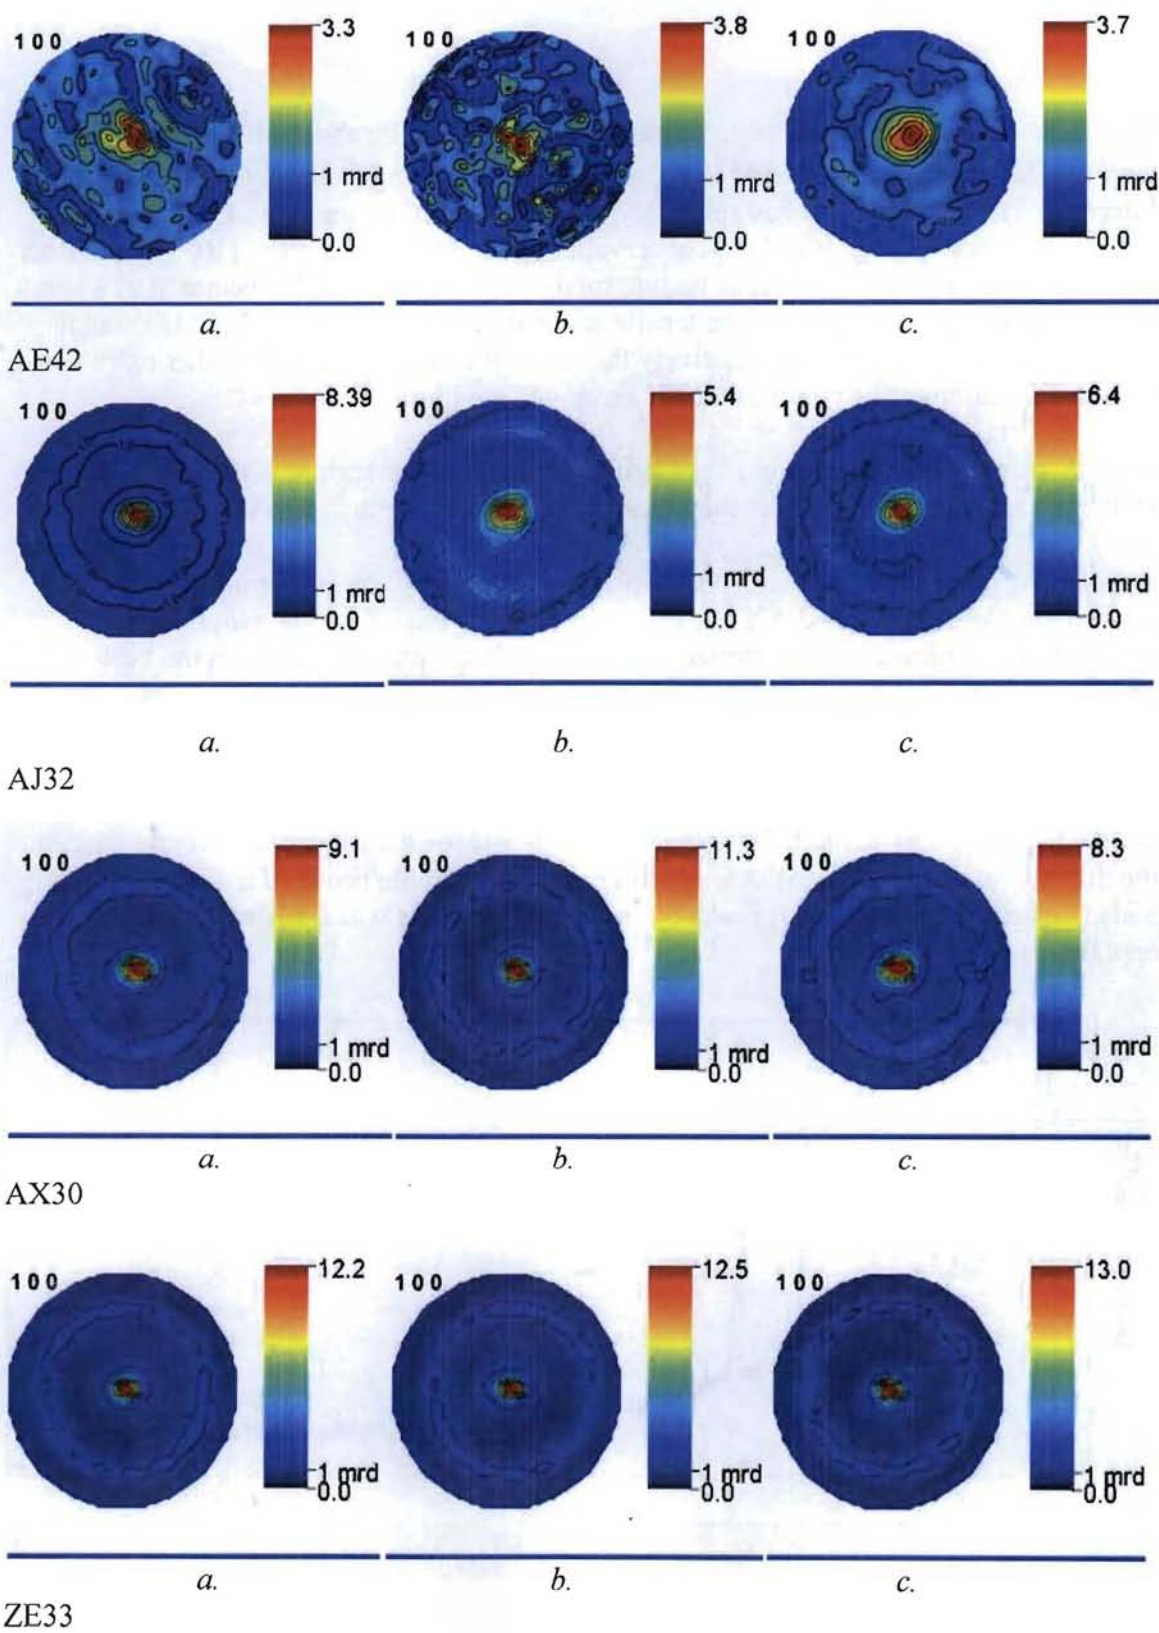 100 3.3 100 3.8 100 3.7
1 mrd 1 mrd 1 mrd
0.0 0.0 0.0
a. b. c.
AE42
100 8.39 100 5.4 100 6.4
1 mrd 1 mrd 1 mrd
0.0 0.0 0.0
a. b. c.
AJ32
100 9.1 100 11.3 100 8.3
1 mrd 1 mrd 1 mrd
0.0 0.0 0.0
a. b. c.
AX30
100 12.2 100 12.5 100 13.0
1 mrd 1 mrd 1 mrd
0.0 0.0 0.0
a. b. c.
ZE33